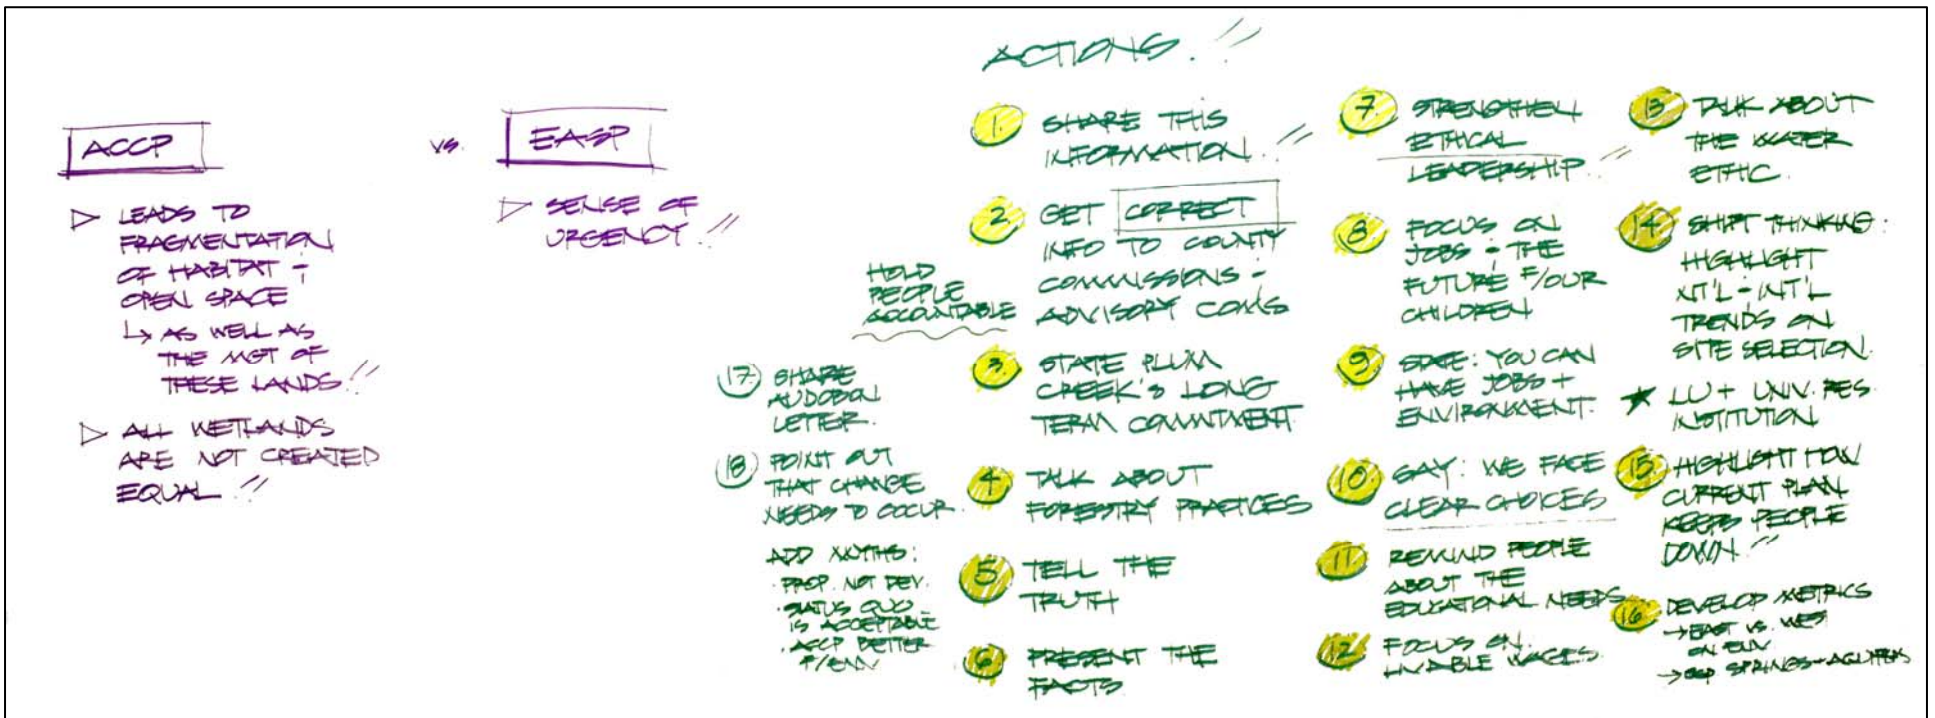 ACCP
▷ LEADS TO
FRAGMENTATION
OF HABITAT ÷
OPEN SPACE
↳ AS WELL AS
THE MGT OF
THESE LANDS!!
▷ ALL WETLANDS
ARE NOT CREATED
EQUAL!!
VS.
EASP
▷ SENSE OF
URGENCY!!
ACTIONS!!
1. SHARE THIS
INFORMATION!!
2 GET CORRECT
INFO TO COUNTY
COMMISSIONS ÷
ADVISORY COM'S
HOLD
PEOPLE
ACCOUNTABLE
3. STATE PLUM
CREEK'S LONG
TERM COMMITMENT
4 TALK ABOUT
FORESTRY PRACTICES
5 TELL THE
TRUTH
6 PRESENT THE
FACTS
17. SHARE
AUDOBON
LETTER.
18 POINT OUT
THAT CHANGE
NEEDS TO OCCUR.
ADD MYTHS:
· PROP. NOT DEV.
· STATUS QUO
IS ACCEPTABLE
· ACCP BETTER
F/ENV
7 STRENGTHEN
ETHICAL
LEADERSHIP!!
8 FOCUS ON
JOBS ÷ THE
FUTURE F/OUR
CHILDREN
9 STATE: YOU CAN
HAVE JOBS +
ENVIRONMENT.
10 SAY: WE FACE
CLEAR CHOICES
11 REMIND PEOPLE
ABOUT THE
EDUCATIONAL NEEDS
12 FOCUS ON
LIVABLE WAGES
13 TALK ABOUT
THE WATER
ETHIC.
14 SHIFT THINKING:
HIGHLIGHT
NT'L ÷ INT'L
TRENDS ON
SITE SELECTION.
★ LU + UNIV. RES.
INSTITUTION
15 HIGHLIGHT HOW
CURRENT PLAN
KEEPS PEOPLE
DOWN!!
16 DEVELOP METRICS
→ EAST VS. WEST
ON ENV
→ SPRINGS + AQUIFERS